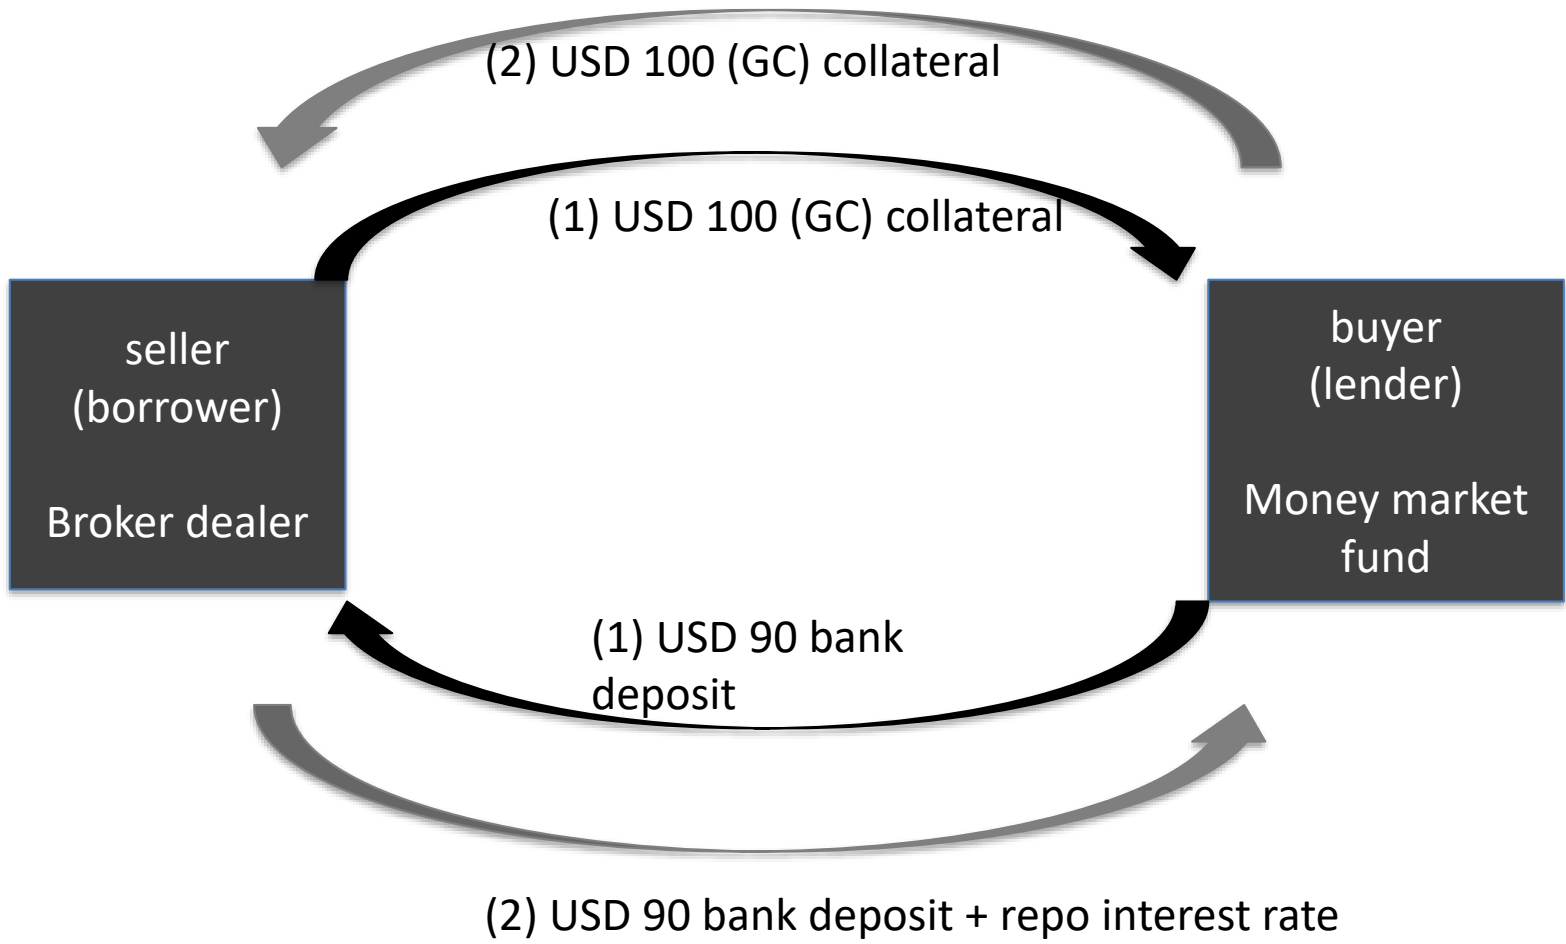 (2) USD 100 (GC) collateral
(1) USD 100 (GC) collateral
seller
(borrower)
Broker dealer
buyer
(lender)
Money market
fund
(1) USD 90 bank
deposit
(2) USD 90 bank deposit + repo interest rate